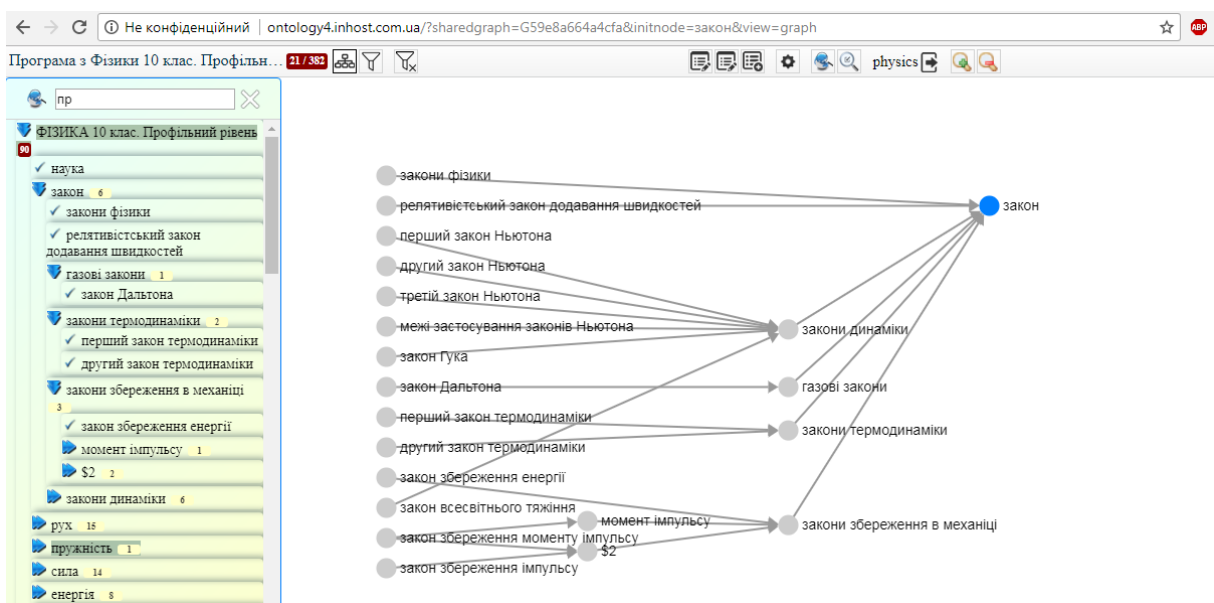 Не конфіденційний | ontology4.inhost.com.ua/?sharedgraph=G59e8a664a4cfa&initnode=закон&view=graph
ABP
Програма з Фізики 10 клас. Профільн... 21 / 382
physics
пр
ФІЗИКА 10 клас. Профільний рівень
90
наука
закон 6
закони фізики
релятивістський закон
додавання швидкостей
газові закони 1
закон Дальтона
закони термодинаміки 2
перший закон термодинаміки
другий закон термодинаміки
закони збереження в механіці
3
закон збереження енергії
момент імпульсу 1
$2 2
закони динаміки 6
рух 16
пружність 1
сила 14
енергія 8
закони фізики
релятивістський закон додавання швидкостей
закон
перший закон Ньютона
другий закон Ньютона
третій закон Ньютона
межі застосування законів Ньютона
закони динаміки
закон Гука
закон Дальтона
газові закони
перший закон термодинаміки
закони термодинаміки
другий закон термодинаміки
закон збереження енергії
закон всесвітнього тяжіння
момент імпульсу
закони збереження в механіці
закон збереження моменту імпульсу
$2
закон збереження імпульсу